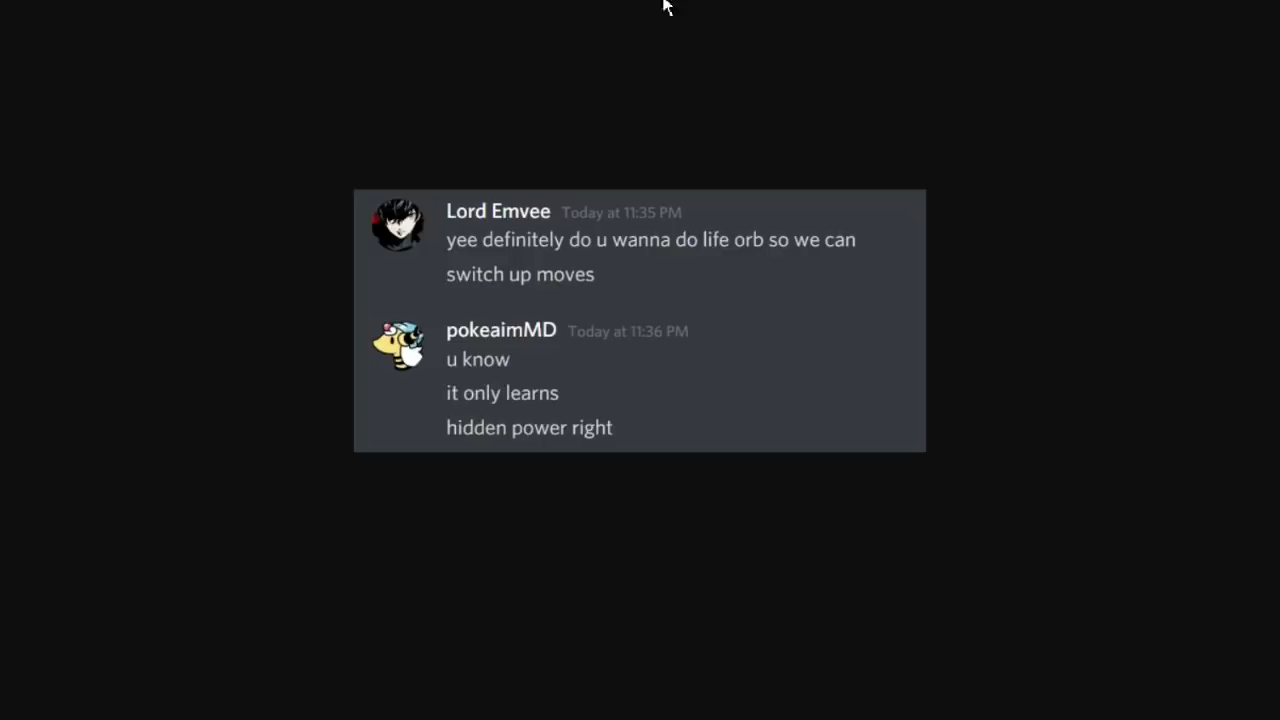 Lord Emvee Today at 11:35 PM
yee definitely do u wanna do life orb so we can
switch up moves
pokeaimMD Today at 11:36 PM
u know
it only learns
hidden power right